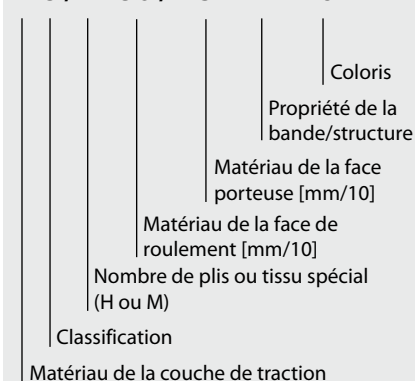 Coloris
Propriété de la
bande/structure
Matériau de la face
porteuse [mm/10]
Matériau de la face de
roulement [mm/10]
Nombre de plis ou tissu spécial
(H ou M)
Classification
Matériau de la couche de traction